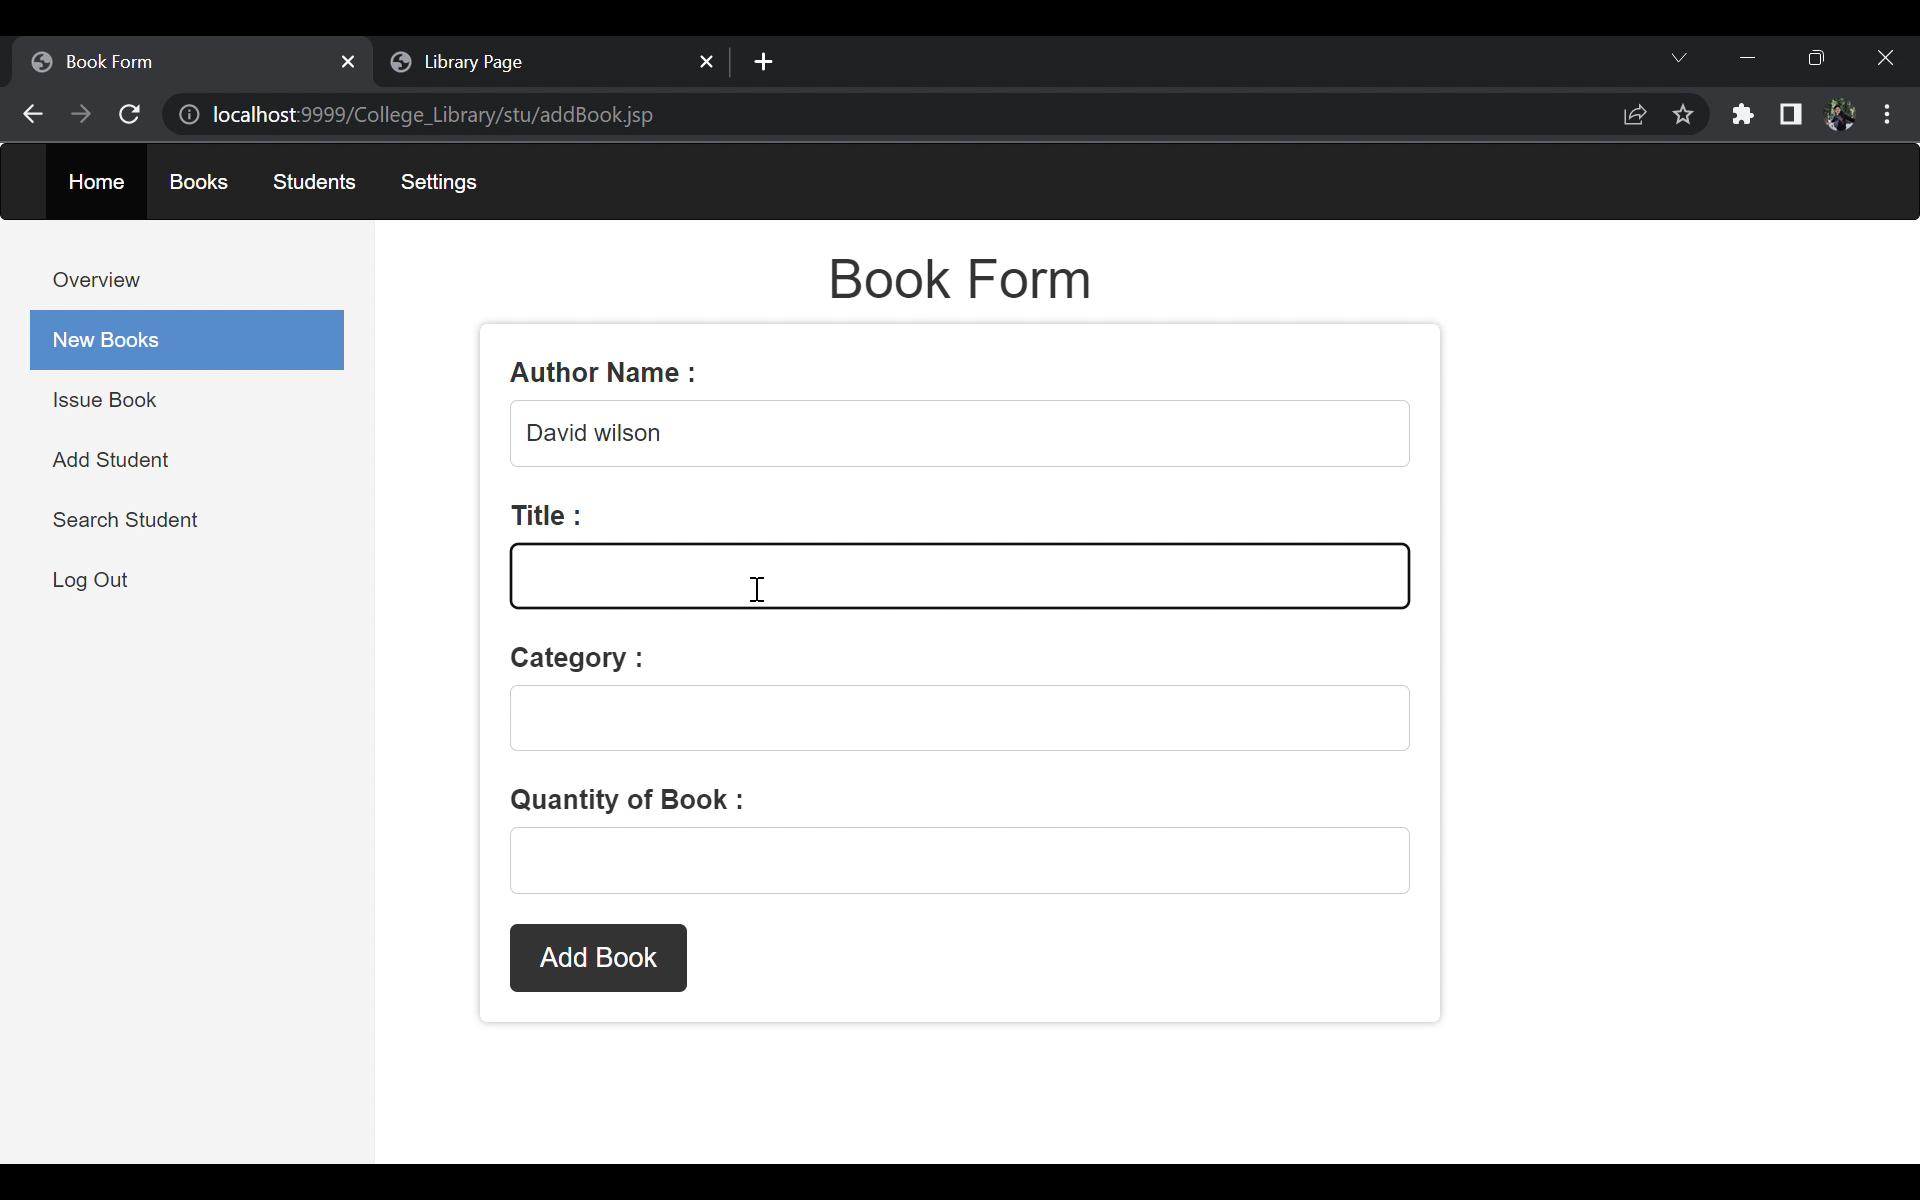 Book Form
Library Page
localhost:9999/College_Library/stu/addBook.jsp
Home Books Students Settings
Overview
New Books
Issue Book
Add Student
Search Student
Log Out
Book Form
Author Name :
David wilson
Title :
Category :
Quantity of Book :
Add Book